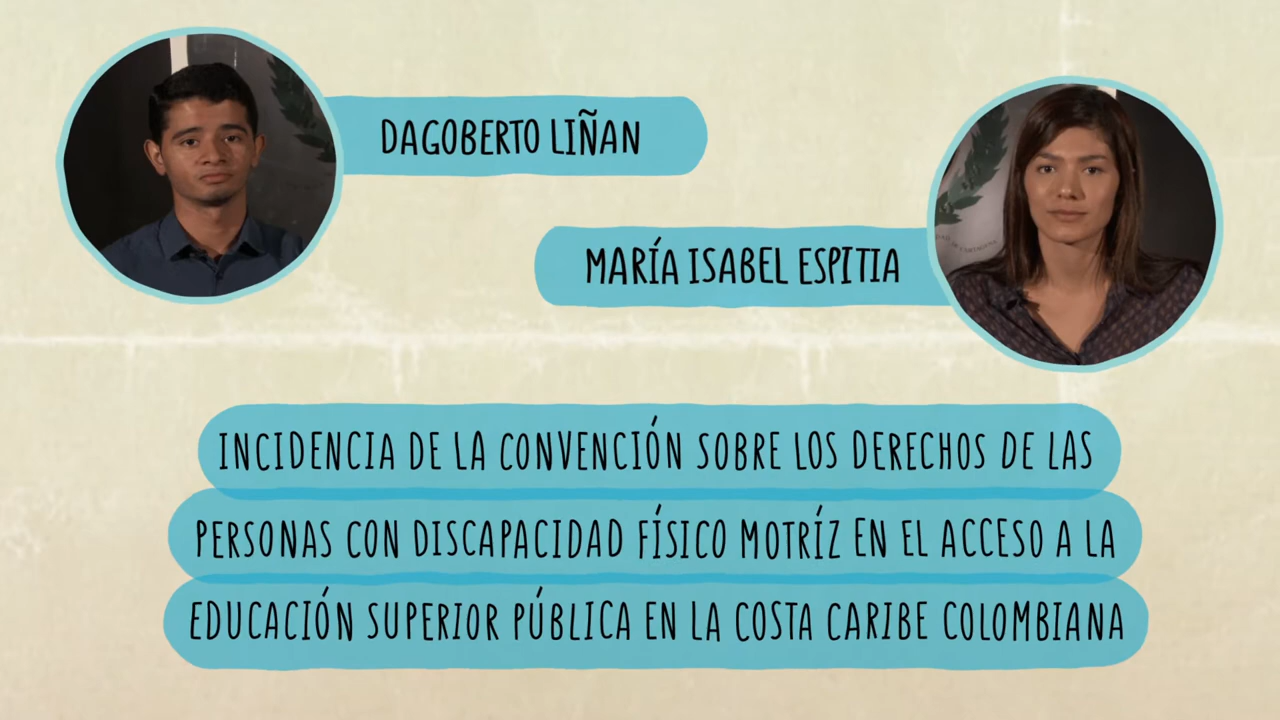 DAGOBERTO LIÑAN
MARÍA ISABEL ESPITIA
INCIDENCIA DE LA CONVENCIÓN SOBRE LOS DERECHOS DE LAS
PERSONAS CON DISCAPACIDAD FÍSICO MOTRÍZ EN EL ACCESO A LA
EDUCACIÓN SUPERIOR PÚBLICA EN LA COSTA CARIBE COLOMBIANA